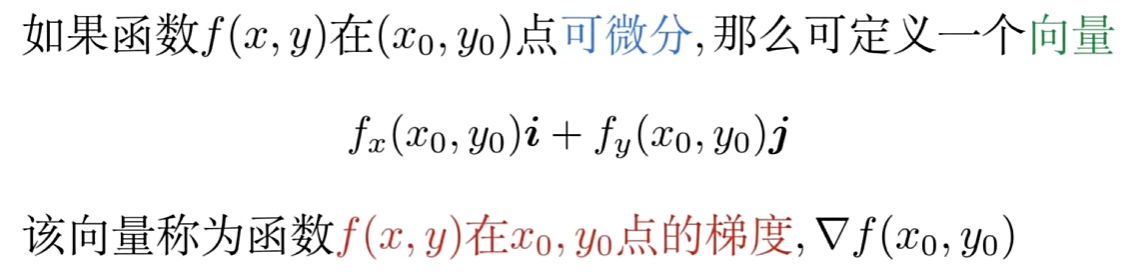 如果函数f(x, y)在(x₀, y₀)点可微分, 那么可定义一个向量
fₓ(x₀, y₀)i + f_y(x₀, y₀)j
该向量称为函数f(x, y)在x₀, y₀点的梯度, ∇f(x₀, y₀)